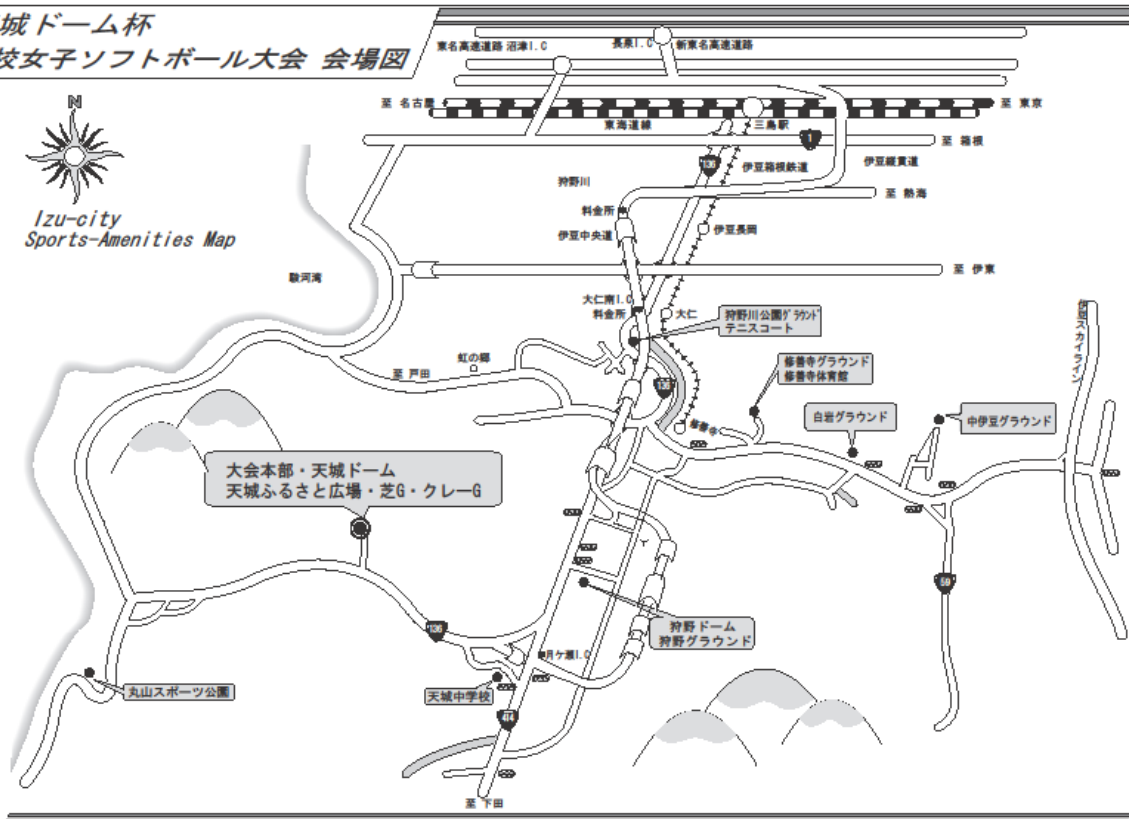 城ドーム杯
校女子ソフトボール大会 会場図
東名高速道路 沼津I.C
長泉I.C
新東名高速道路
至 名古屋
至 東京
東海道線
三島駅
N
1
至 箱根
136
伊豆箱根鉄道
伊豆縦貫道
狩野川
至 熱海
料金所
Izu-city
Sports-Amenities Map
伊豆中央道
伊豆長岡
駿河湾
至 伊東
大仁南I.C
料金所
大仁
狩野川公園グラウンド
テニスコート
伊豆スカイライン
虹の郷
至 戸田
修善寺グラウンド
修善寺体育館
136
白岩グラウンド
中伊豆グラウンド
修善寺
大会本部・天城ドーム
天城ふるさと広場・芝G・クレーG
59
狩野ドーム
狩野グラウンド
136
月ケ瀬I.C
丸山スポーツ公園
天城中学校
414
至 下田